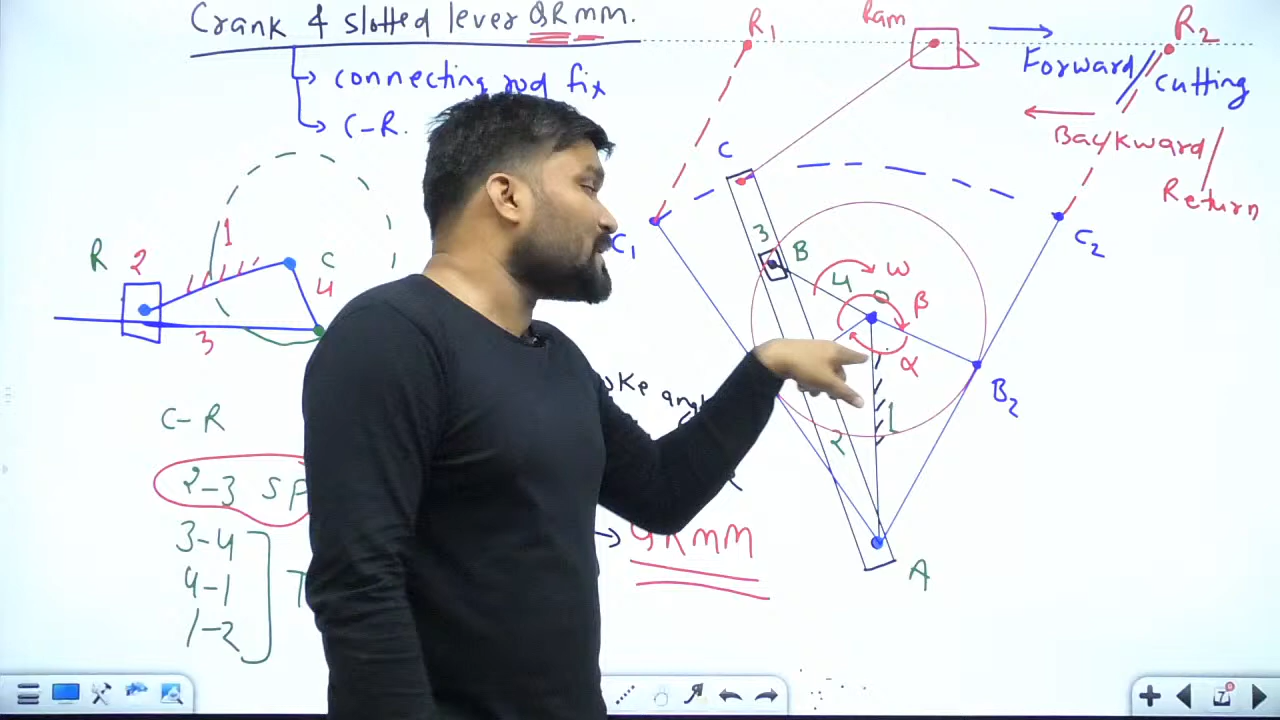 Crank & slotted lever QRMM.
connecting rod fix
C-R.
R
2
1
C
4
3
C-R
2-3
3-4
4-1
1-2
QRMM
R1
Ram
R2
Forward
Cutting
Backward/
Return
C
C1
C2
3
B
4
ω
β
α
B2
1
2
A